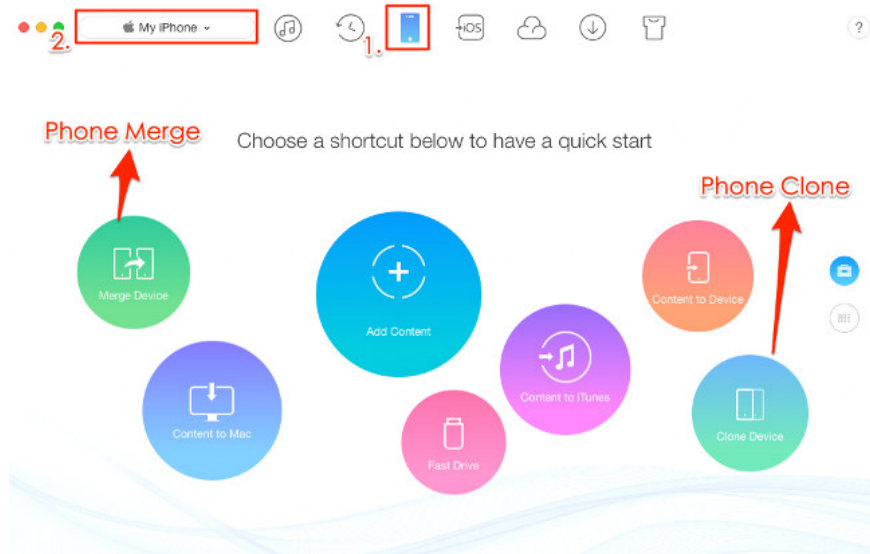 2.
My iPhone
1.
iOS
?
Phone Merge
Choose a shortcut below to have a quick start
Phone Clone
Merge Device
Add Content
Content to Device
Content to Mac
Content to iTunes
Fast Drive
Clone Device